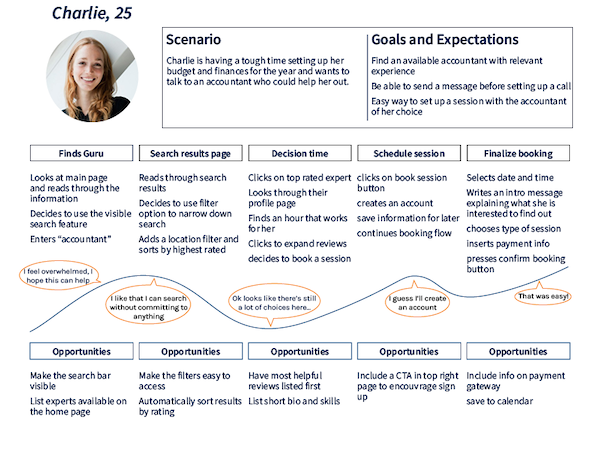 Charlie, 25
Scenario
Charlie is having a tough time setting up her
budget and finances for the year and wants to
talk to an accountant who could help her out.
Goals and Expectations
Find an available accountant with relevant
experience
Be able to send a message before setting up a call
Easy way to set up a session with the accountant
of her choice
Finds Guru
Looks at main page
and reads through the
information
Decides to use the visible
search feature
Enters “accountant”
Search results page
Reads through search
results
Decides to use filter
option to narrow down
search
Adds a location filter and
sorts by highest rated
Decision time
Clicks on top rated expert
Looks through their
profile page
Finds an hour that works
for her
Clicks to expand reviews
decides to book a session
Schedule session
clicks on book session
button
creates an account
save information for later
continues booking flow
Finalize booking
Selects date and time
Writes an intro message
explaining what she is
interested to find out
chooses type of session
inserts payment info
presses confirm booking
button
I feel overwhelmed, I
hope this can help
I like that I can search
without committing to
anything
Ok looks like there's still
a lot of choices here...
I guess I'll create
an account
That was easy!
Opportunities
Make the search bar
visible
List experts available on
the home page
Opportunities
Make the filters easy to
access
Automatically sort results
by rating
Opportunities
Have most helpful
reviews listed first
List short bio and skills
Opportunities
Include a CTA in top right
page to encouvrage sign
up
Opportunities
Include info on payment
gateway
save to calendar